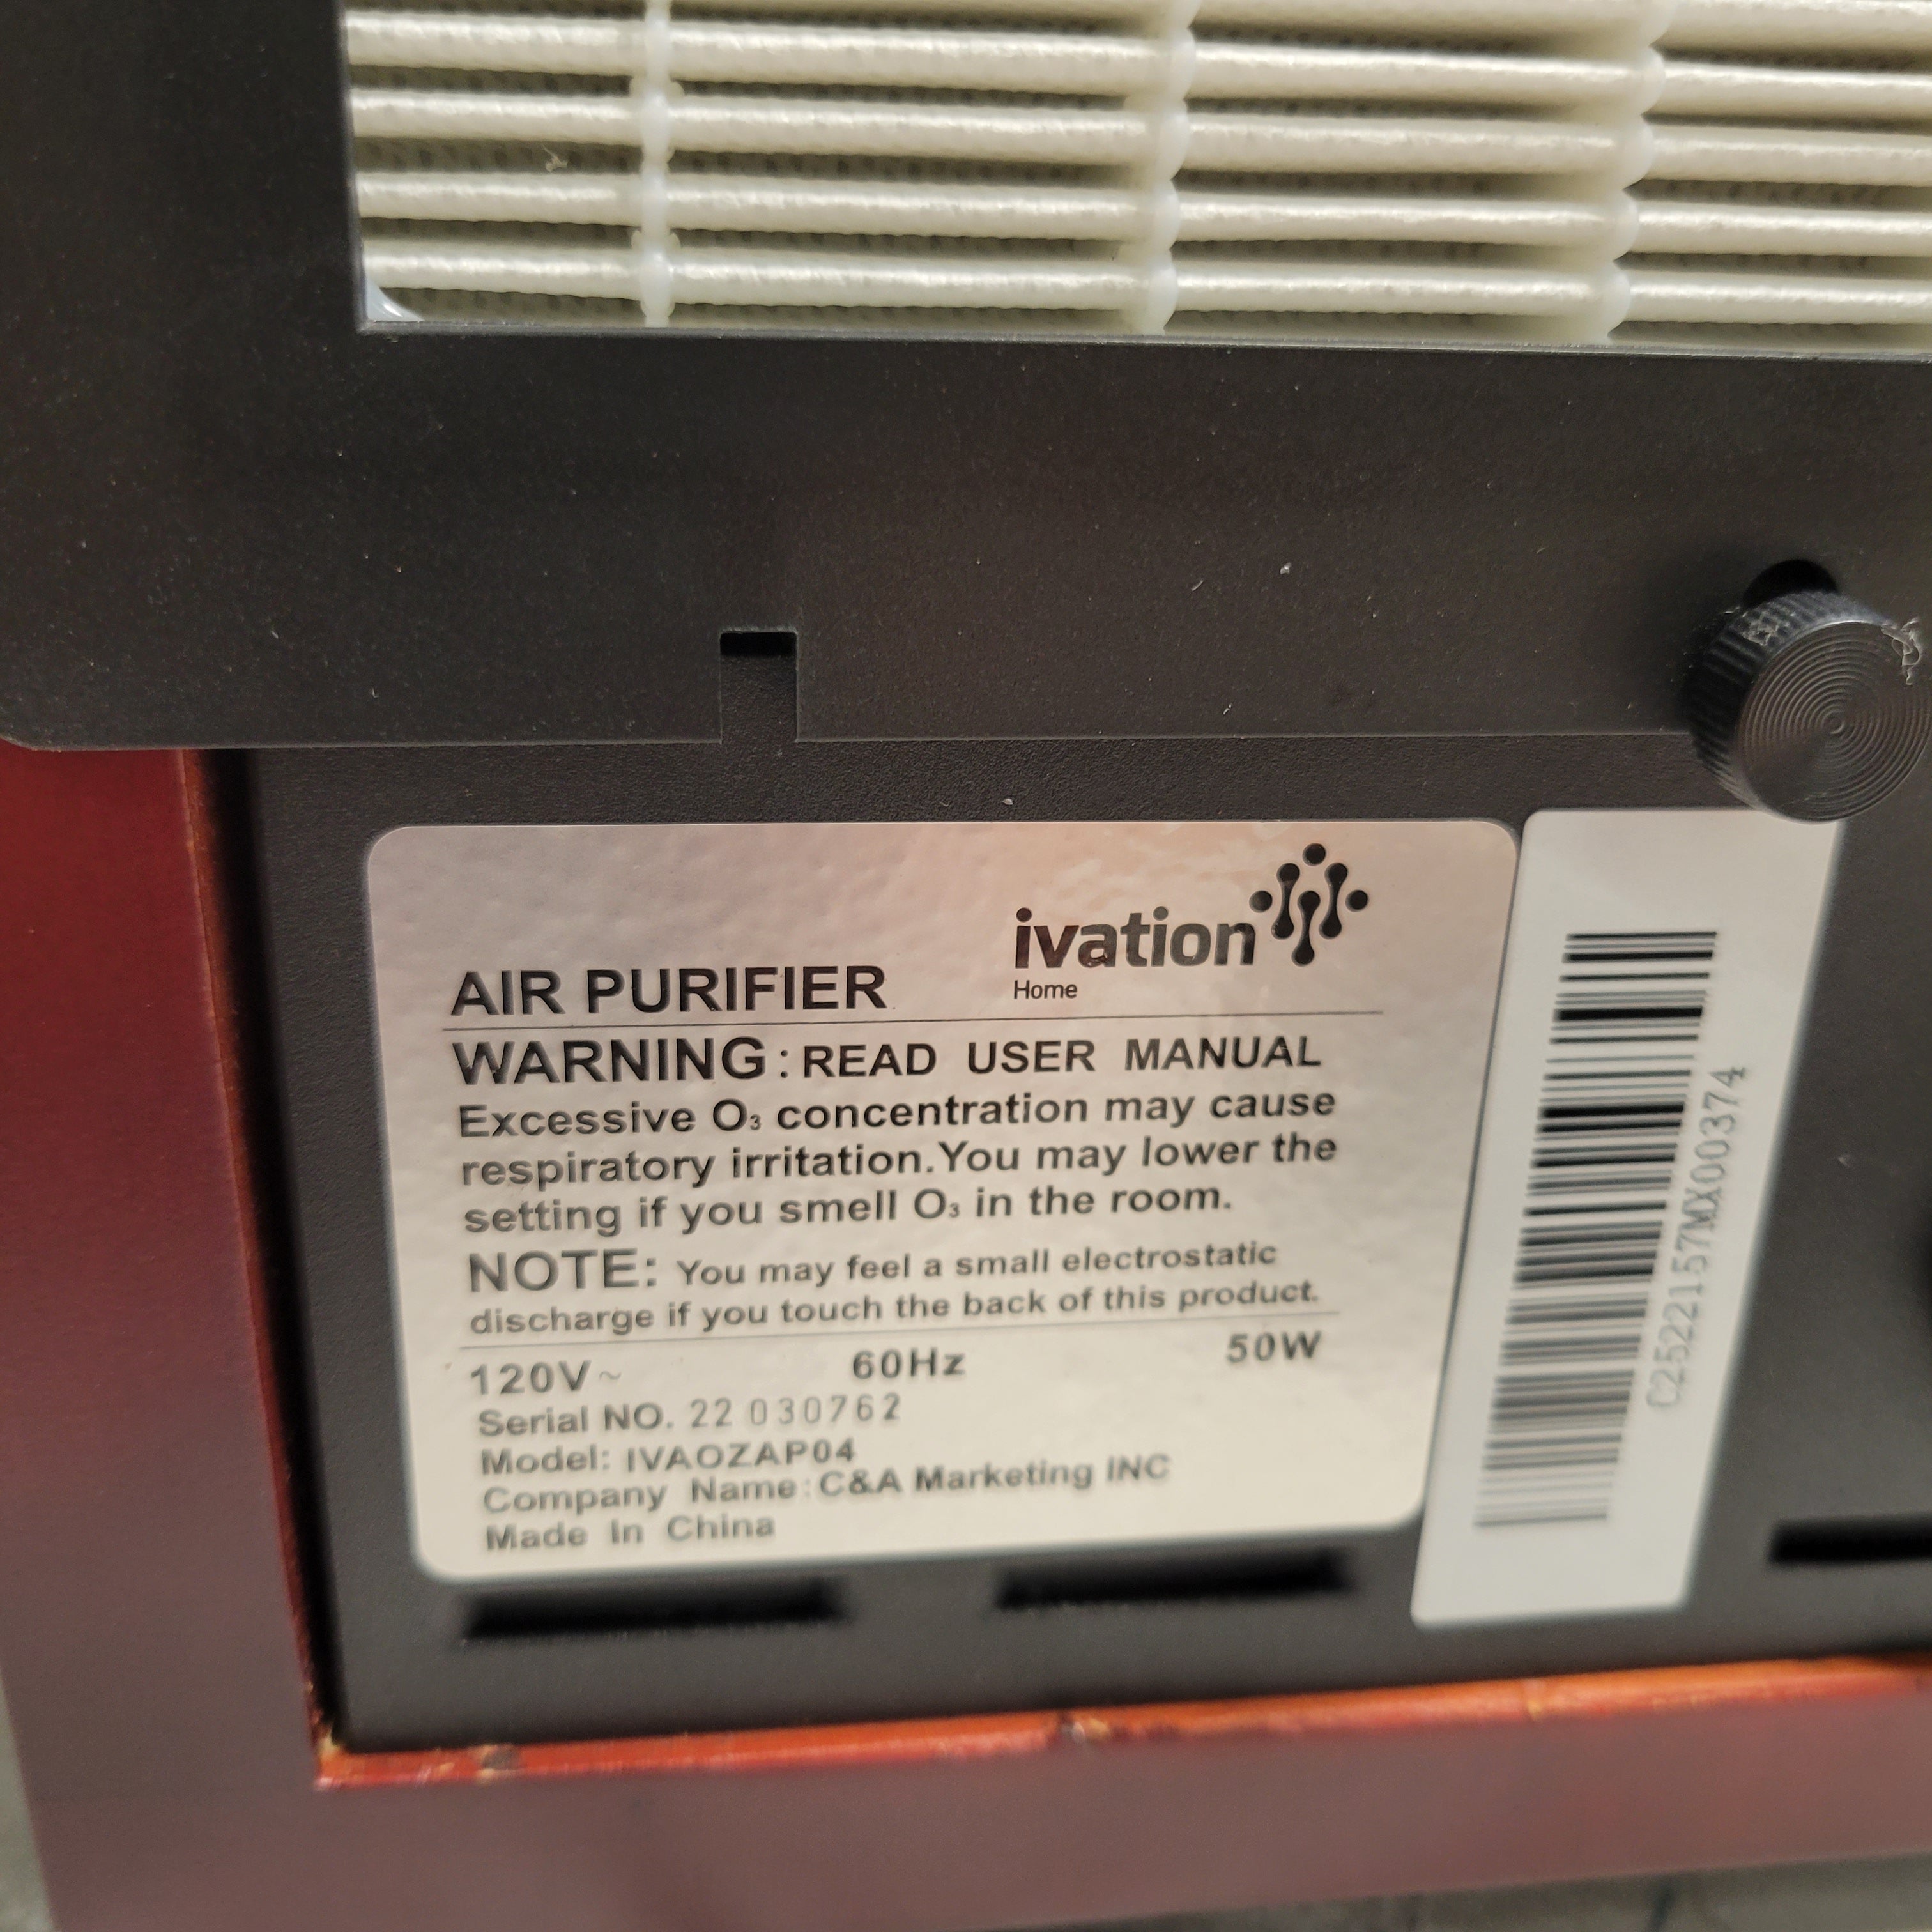 ivation
Home
AIR PURIFIER
WARNING: READ USER MANUAL
Excessive O₃ concentration may cause
respiratory irritation.You may lower the
setting if you smell O₃ in the room.
NOTE: You may feel a small electrostatic
discharge if you touch the back of this product.
120V~ 60Hz 50W
Serial NO. 22 030762
Model: IVAOZAP04
Company Name:C&A Marketing INC
Made In China
C2522157MX00374